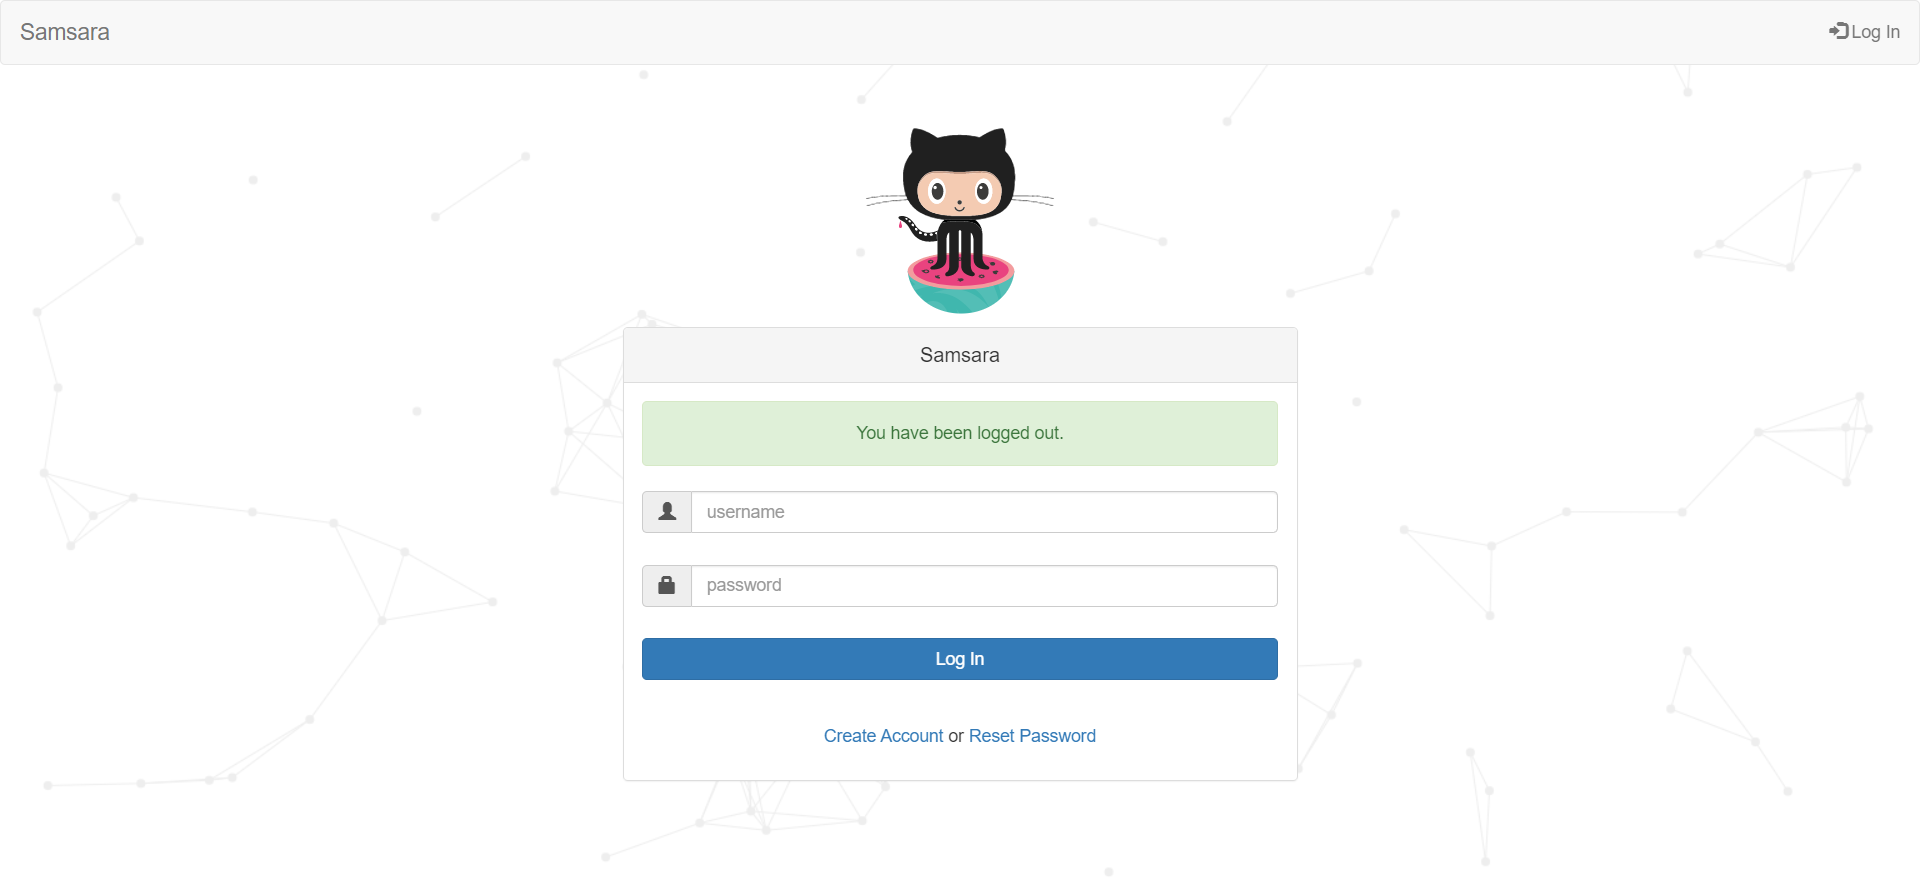 Samsara
Log In
Samsara
You have been logged out.
username
password
Log In
Create Account or Reset Password